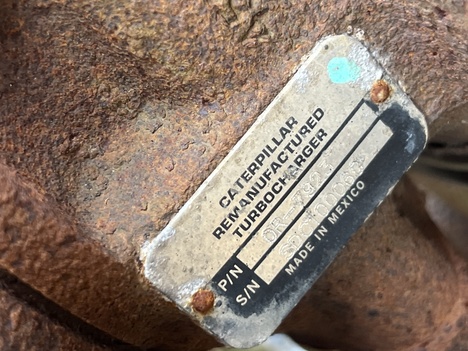 CATERPILLAR
REMANUFACTURED
TURBOCHARGER
P/N
S/N
MADE IN MEXICO